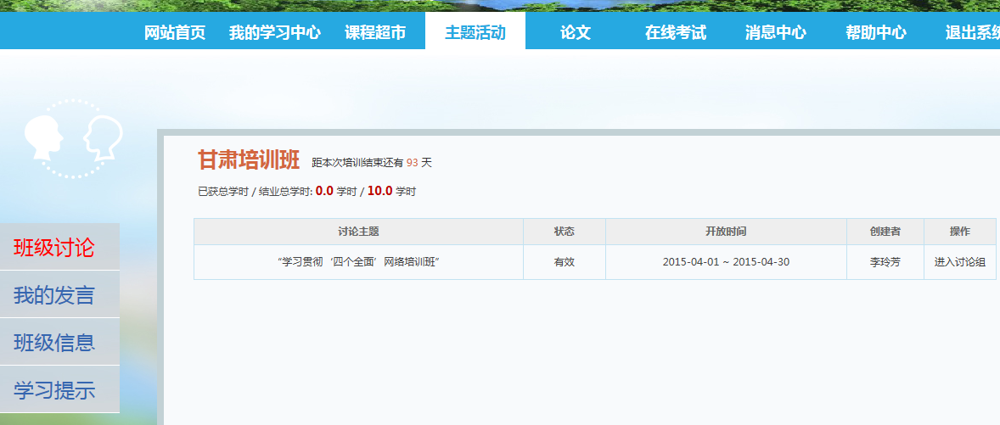 网站首页 我的学习中心 课程超市 主题活动 论文 在线考试 消息中心 帮助中心 退出系统
甘肃培训班 距本次培训结束还有 93 天
已获总学时 / 结业总学时: 0.0 学时 / 10.0 学时
讨论主题 状态 开放时间 创建者 操作
“学习贯彻‘四个全面’网络培训班” 有效 2015-04-01 ~ 2015-04-30 李玲芳 进入讨论组
班级讨论
我的发言
班级信息
学习提示